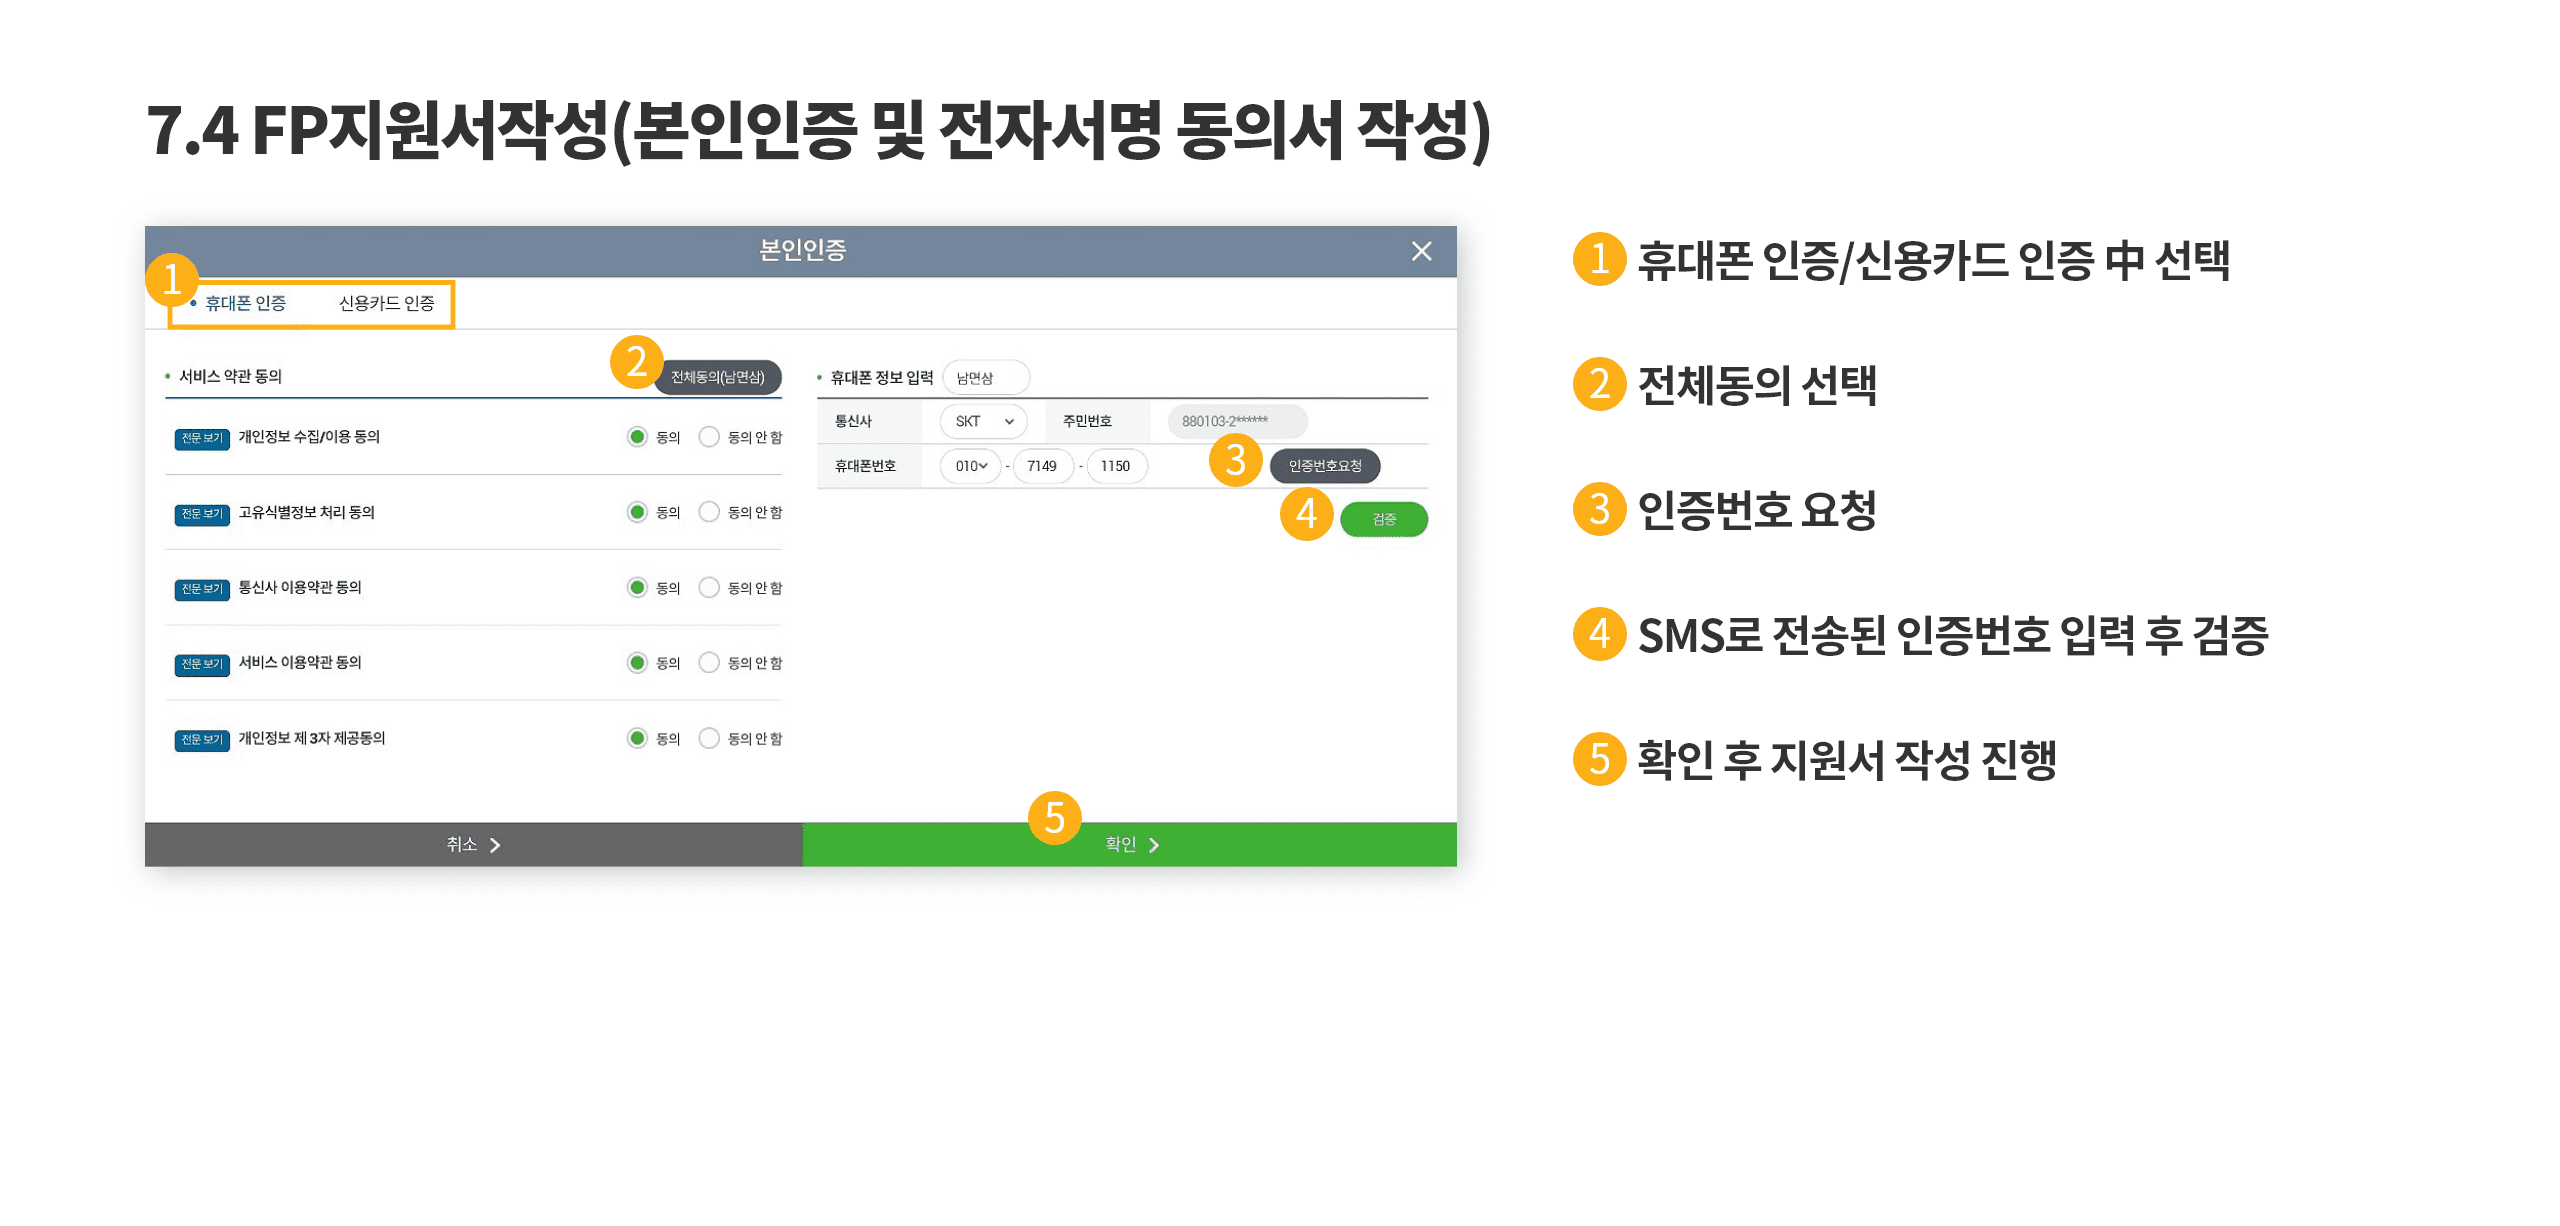 7.4 FP지원서작성(본인인증 및 전자서명 동의서 작성)
본인인증
1
휴대폰 인증 신용카드 인증
서비스 약관 동의
2
전체동의(남면삼)
전문 보기 개인정보 수집/이용 동의 동의 동의 안 함
전문 보기 고유식별정보 처리 동의 동의 동의 안 함
전문 보기 통신사 이용약관 동의 동의 동의 안 함
전문 보기 서비스 이용약관 동의 동의 동의 안 함
전문 보기 개인정보 제 3자 제공동의 동의 동의 안 함
휴대폰 정보 입력 남면삼
통신사 SKT 주민번호 880103-2******
휴대폰번호 010 - 7149 - 1150 3 인증번호요청
4 검증
취소
5 확인
1 휴대폰 인증/신용카드 인증 中 선택
2 전체동의 선택
3 인증번호 요청
4 SMS로 전송된 인증번호 입력 후 검증
5 확인 후 지원서 작성 진행